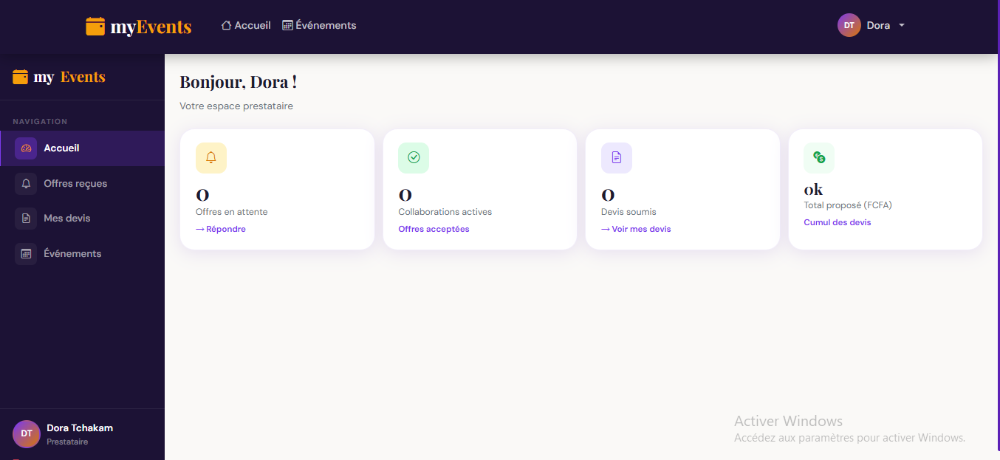 myEvents
Accueil
Événements
DT
Dora
my Events
NAVIGATION
Accueil
Offres reçues
Mes devis
Événements
DT
Dora Tchakam
Prestataire
Bonjour, Dora !
Votre espace prestataire
0
Offres en attente
→ Répondre
0
Collaborations actives
Offres acceptées
0
Devis soumis
→ Voir mes devis
0k
Total proposé (FCFA)
Cumul des devis
Activer Windows
Accédez aux paramètres pour activer Windows.